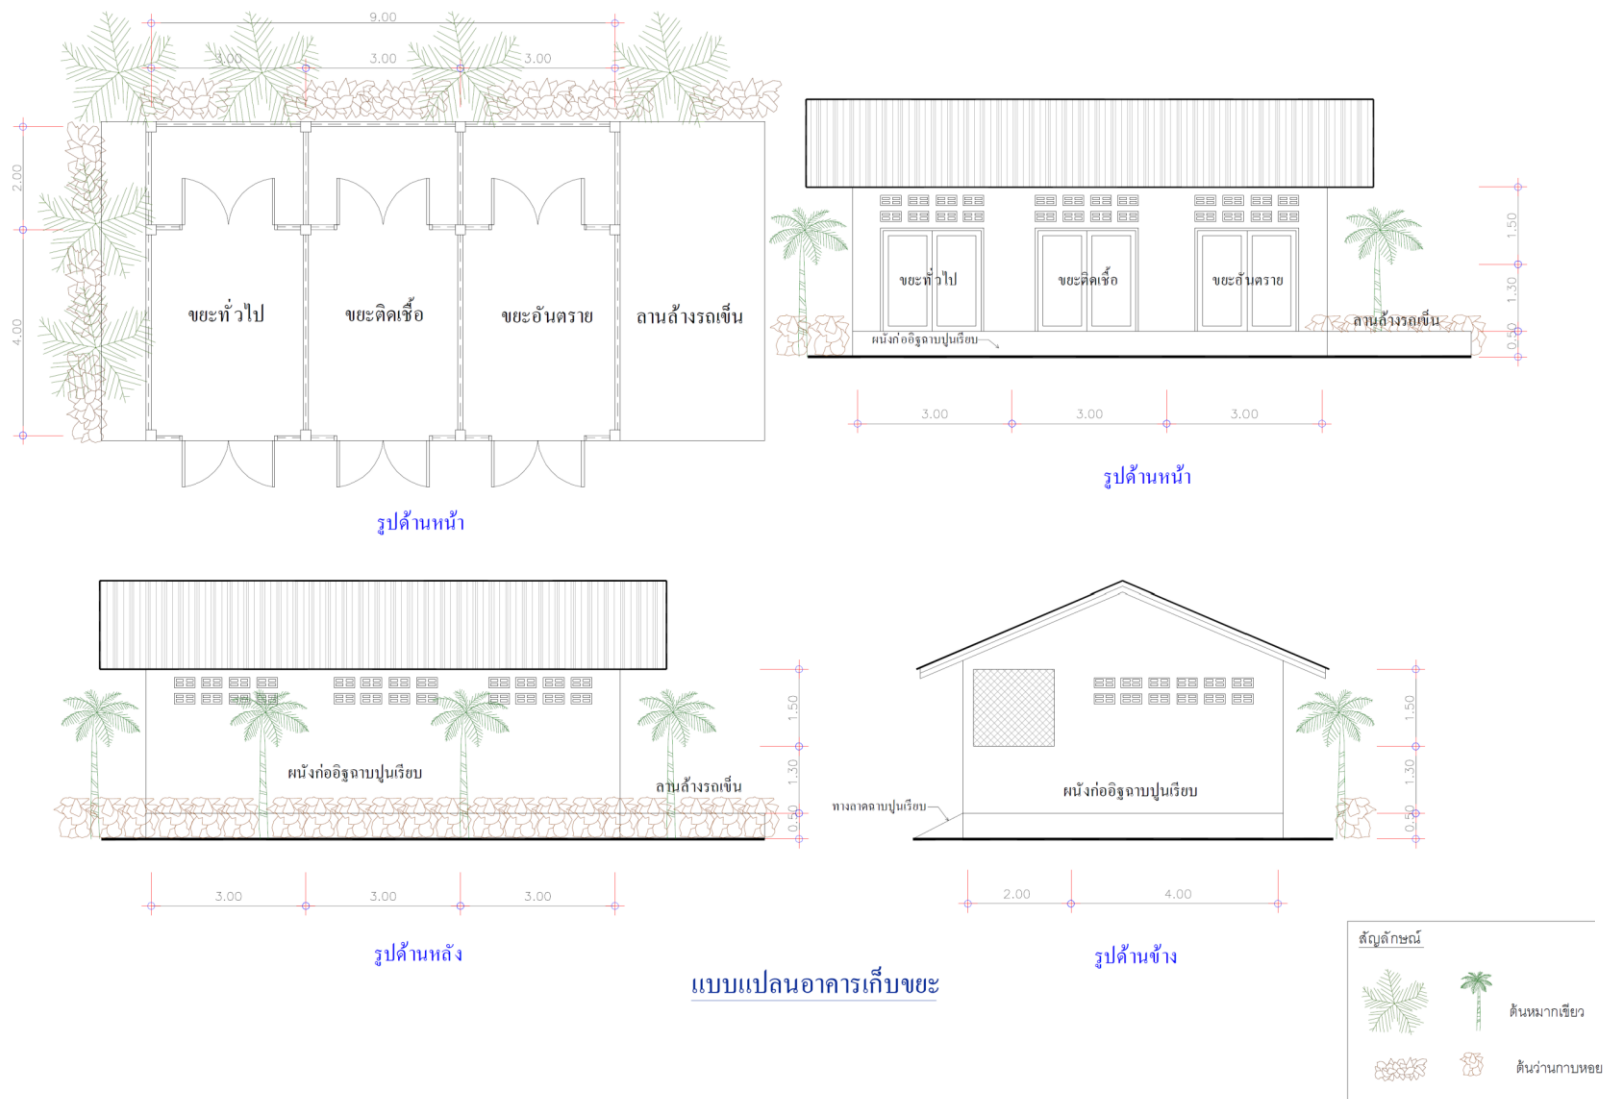 9.00
3.00 3.00 3.00
2.00
4.00
ขยะทั่วไป ขยะติดเชื้อ ขยะอันตราย ลานล้างรถเข็น
รูปด้านหน้า
ขยะทั่วไป ขยะติดเชื้อ ขยะอันตราย
ลานล้างรถเข็น
ผนังก่ออิฐฉาบปูนเรียบ
1.50
1.30
0.50
3.00 3.00 3.00
รูปด้านหน้า
ผนังก่ออิฐฉาบปูนเรียบ
ลานล้างรถเข็น
1.50
1.30
0.50
3.00 3.00 3.00
รูปด้านหลัง
ผนังก่ออิฐฉาบปูนเรียบ
ทางลาดฉาบปูนเรียบ
1.50
1.30
0.50
2.00 4.00
รูปด้านข้าง
แบบแปลนอาคารเก็บขยะ
สัญลักษณ์
ต้นหมากเขียว
ต้นว่านกาบหอย